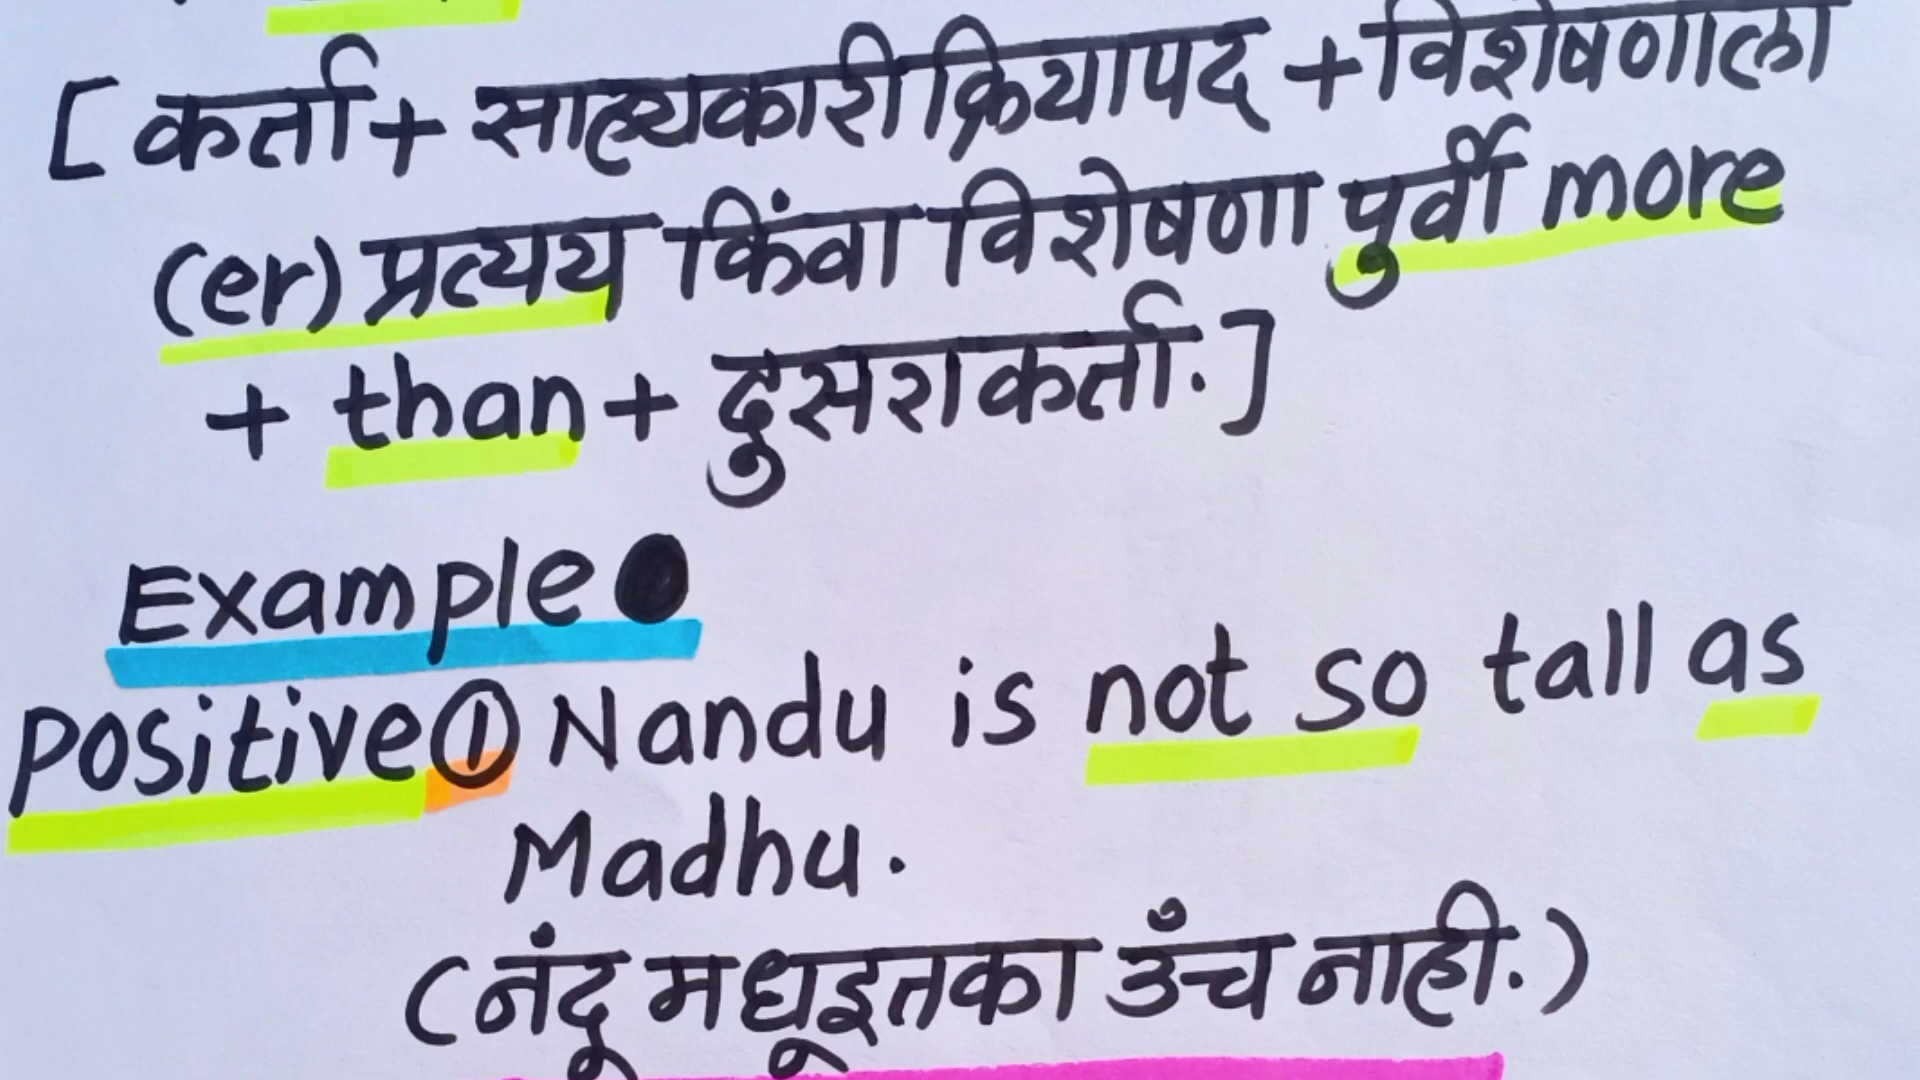 [कर्ता + साह्यकारी क्रियापद + विशेषणाला
(er) प्रत्यय किंवा विशेषणा पुर्वी more
+ than + दुसरा कर्ता.]
Example ●
positive ① Nandu is not so tall as
Madhu.
(नंदू मधूइतका उँच नाही.)